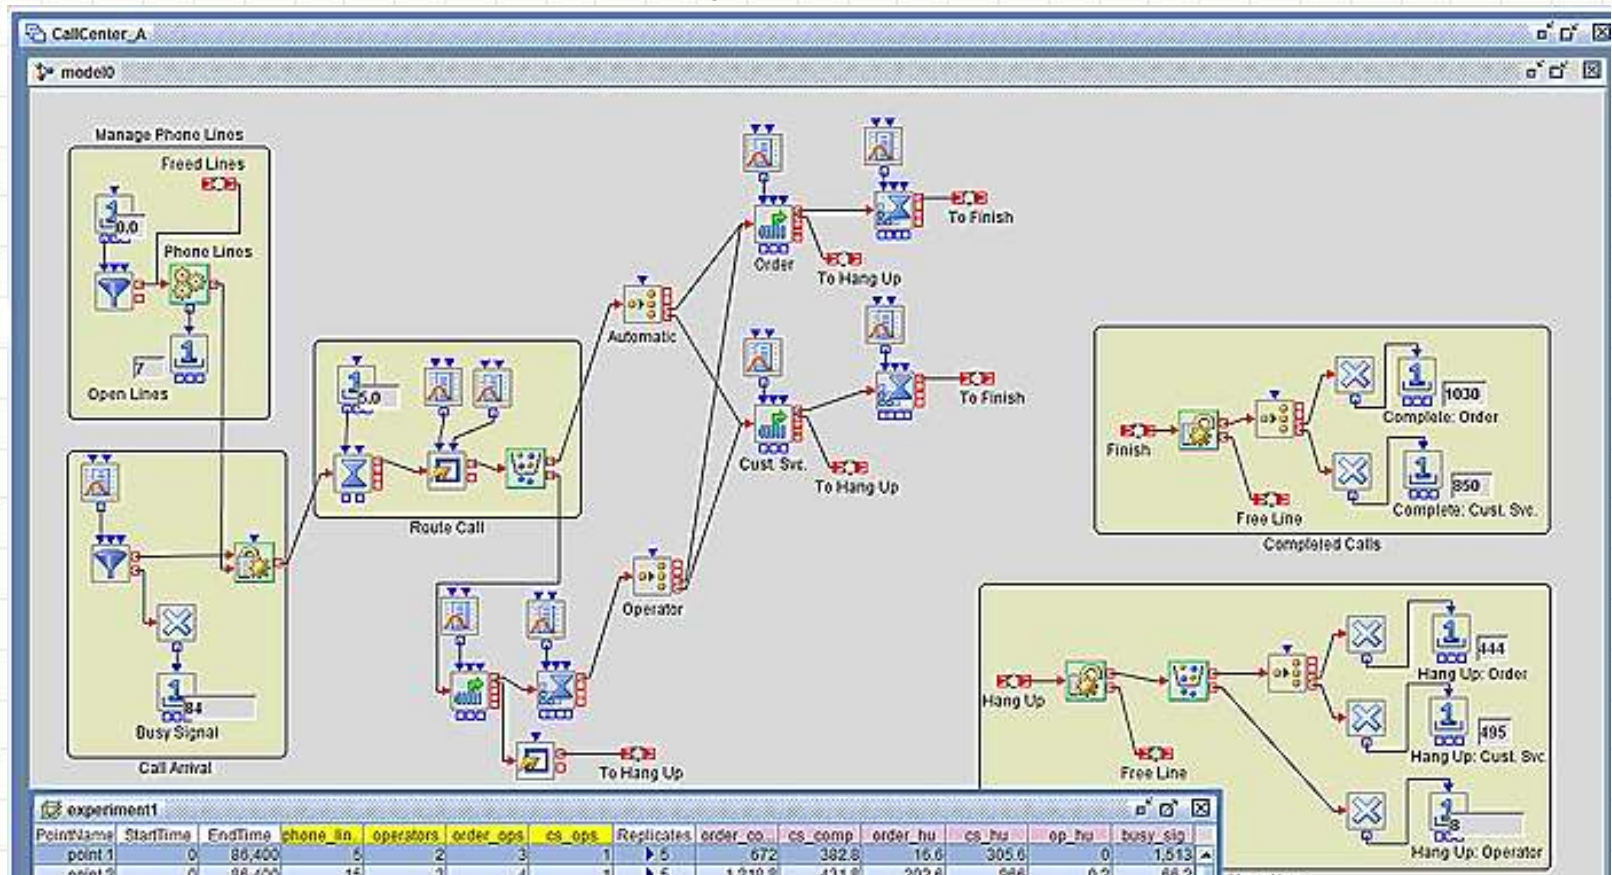 CallCenter_A
model0
Manage Phone Lines
Freed Lines
0.0
Phone Lines
7
Open Lines
Order
To Hang Up
To Finish
Automatic
Cust. Svc.
To Hang Up
To Finish
5.0
Route Call
84
Busy Signal
Call Arrival
Operator
To Hang Up
Finish
Free Line
1030
Complete: Order
850
Complete: Cust. Svc.
Completed Calls
Hang Up
Free Line
444
Hang Up: Order
495
Hang Up: Cust. Svc
8
Hang Up: Operator
experiment1
PointName StartTime EndTime phone_lin.. operators order_ops cs_ops Replicates order_co... cs_comp order_hu cs_hu op_hu busy_sig
point 1 0 86,400 5 2 3 1 5 672 382.8 16.6 305.6 0 1,513